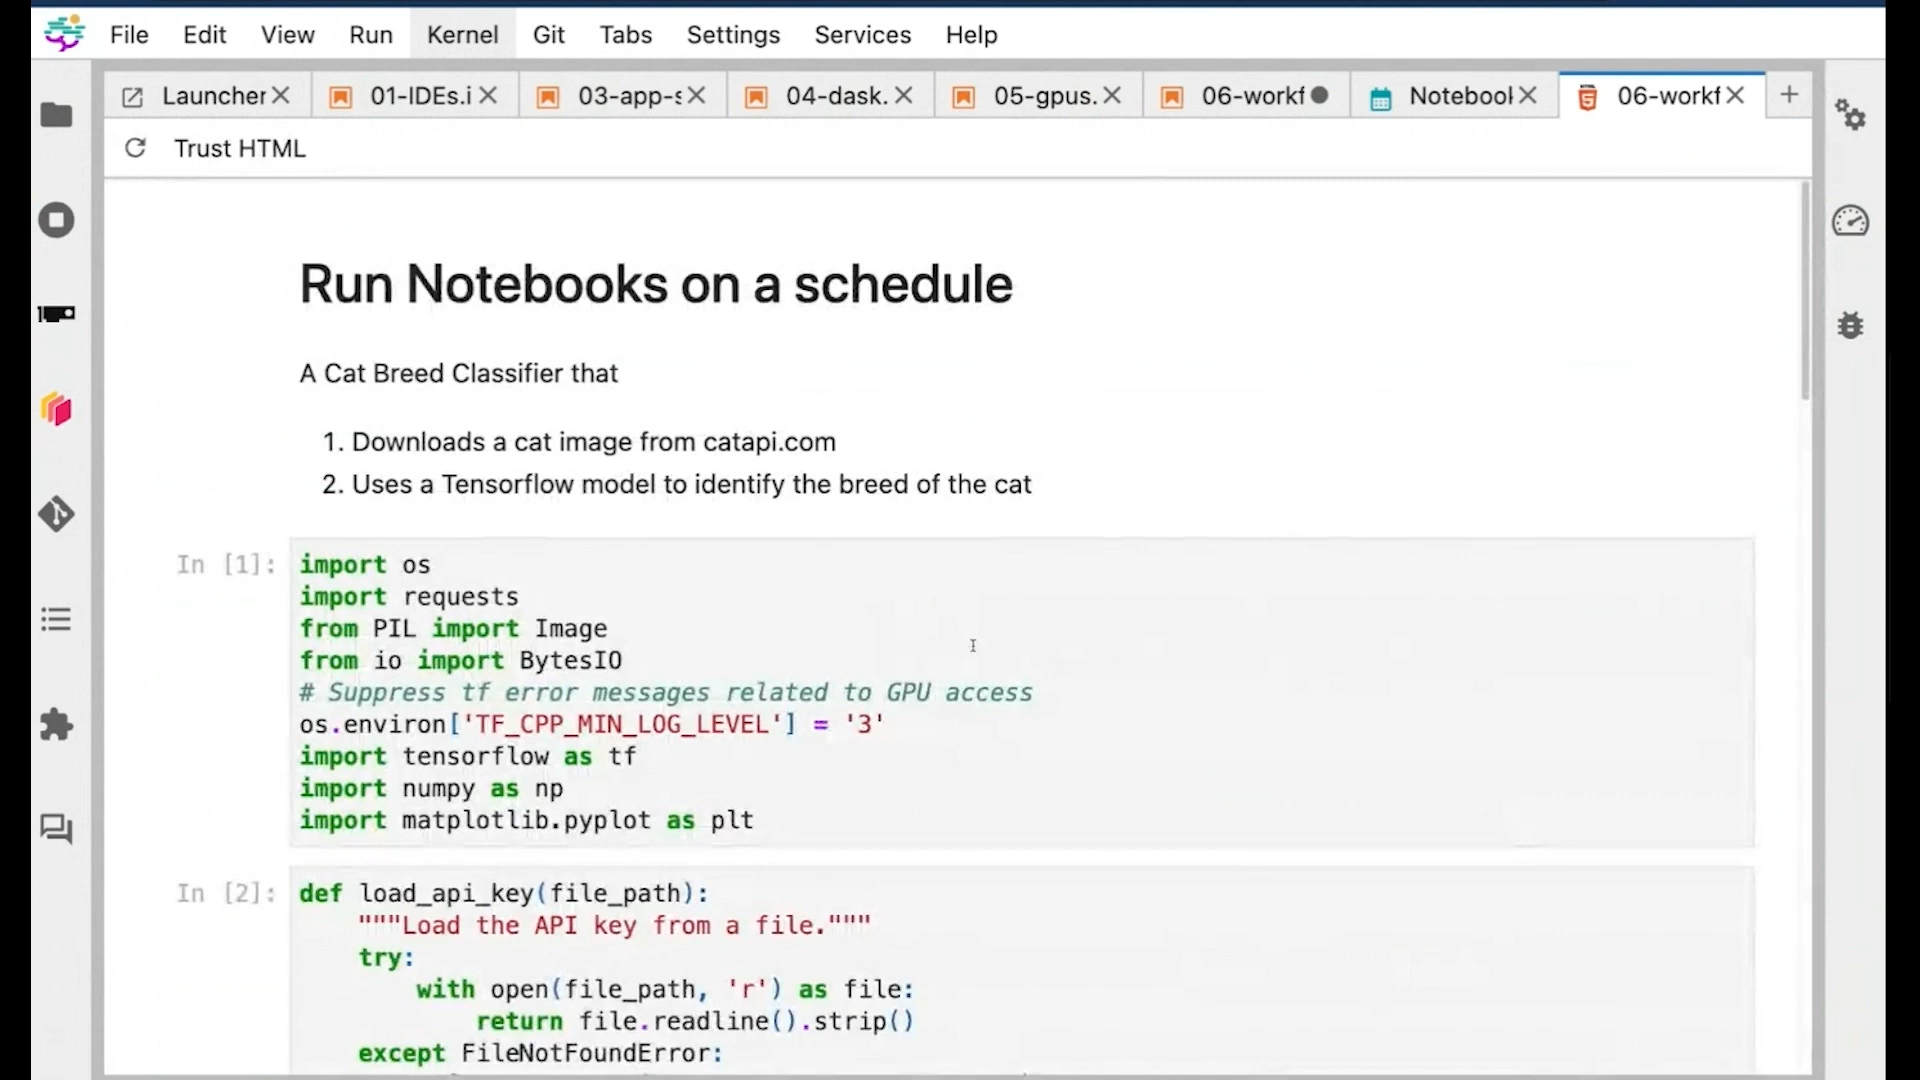 File Edit View Run Kernel Git Tabs Settings Services Help
Launcher 01-IDEs.i 03-app-s 04-dask. 05-gpus. 06-workf Notebool 06-workf
Trust HTML
Run Notebooks on a schedule
A Cat Breed Classifier that
1. Downloads a cat image from catapi.com
2. Uses a Tensorflow model to identify the breed of the cat
In [1]: import os
import requests
from PIL import Image
from io import BytesIO
# Suppress tf error messages related to GPU access
os.environ['TF_CPP_MIN_LOG_LEVEL'] = '3'
import tensorflow as tf
import numpy as np
import matplotlib.pyplot as plt
In [2]: def load_api_key(file_path):
"""Load the API key from a file."""
try:
with open(file_path, 'r') as file:
return file.readline().strip()
except FileNotFoundError: